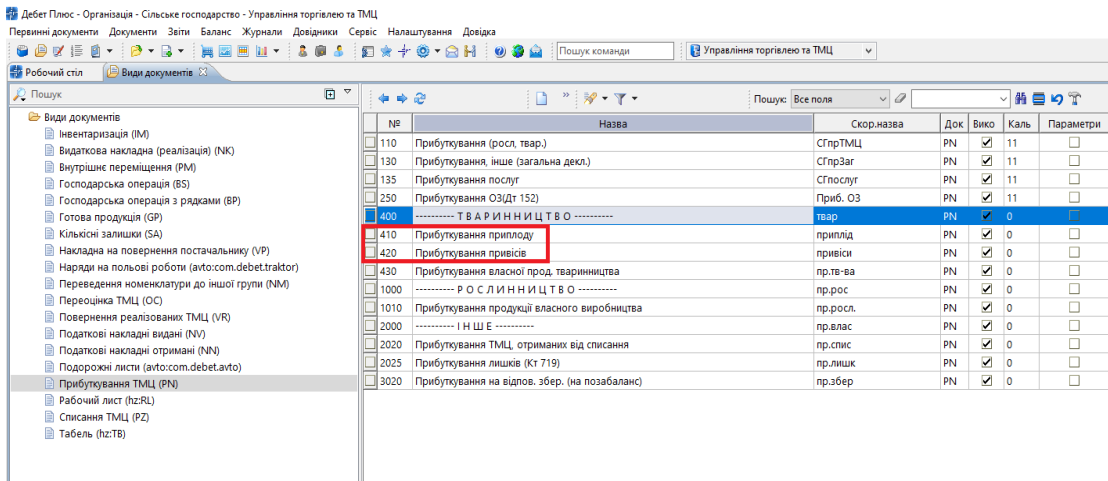 Дебет Плюс - Організація - Сільське господарство - Управління торгівлею та ТМЦ
Первинні документи Документи Звіти Баланс Журнали Довідники Сервіс Налаштування Довідка
Пошук команди Управління торгівлею та ТМЦ
Робочий стіл Види документів
Пошук
Види документів
Інвентаризація (IM)
Видаткова накладна (реалізація) (NK)
Внутрішнє переміщення (PM)
Господарська операція (BS)
Господарська операція з рядками (BP)
Готова продукція (GP)
Кількісні залишки (SA)
Накладна на повернення постачальнику (VP)
Наряди на польові роботи (avto:com.debet.traktor)
Переведення номенклатури до іншої групи (NM)
Переоцінка ТМЦ (OC)
Повернення реалізованих ТМЦ (VR)
Податкові накладні видані (NV)
Податкові накладні отримані (NN)
Подорожні листи (avto:com.debet.avto)
Прибуткування ТМЦ (PN)
Рабочий лист (hz:RL)
Списання ТМЦ (PZ)
Табель (hz:TB)
Пошук: Все поля
№ Назва Скор.назва Док Вико Каль Параметри
110 Прибуткування (росл, твар.) СГпрТМЦ PN 11
130 Прибуткування, інше (загальна декл.) СГпрЗаг PN 11
135 Прибуткування послуг СГпослуг PN 11
250 Прибуткування ОЗ(Дт 152) Приб. ОЗ PN 11
400 ---------- Т В А Р И Н Н И Ц Т В О ---------- твар PN 0
410 Прибуткування приплоду приплід PN 0
420 Прибуткування привісів привіси PN 0
430 Прибуткування власної прод. тваринництва пр.тв-ва PN 0
1000 ---------- Р О С Л И Н Н И Ц Т В О ---------- пр.рос PN 0
1010 Прибуткування продукції власного виробництва пр.росл. PN 0
2000 ---------- І Н Ш Е ---------- пр.влас PN 0
2020 Прибуткування ТМЦ, отриманих від списання пр.спис PN 0
2025 Прибуткування лишків (Кт 719) пр.лишк PN 0
3020 Прибуткування на відпов. збер. (на позабаланс) пр.збер PN 0